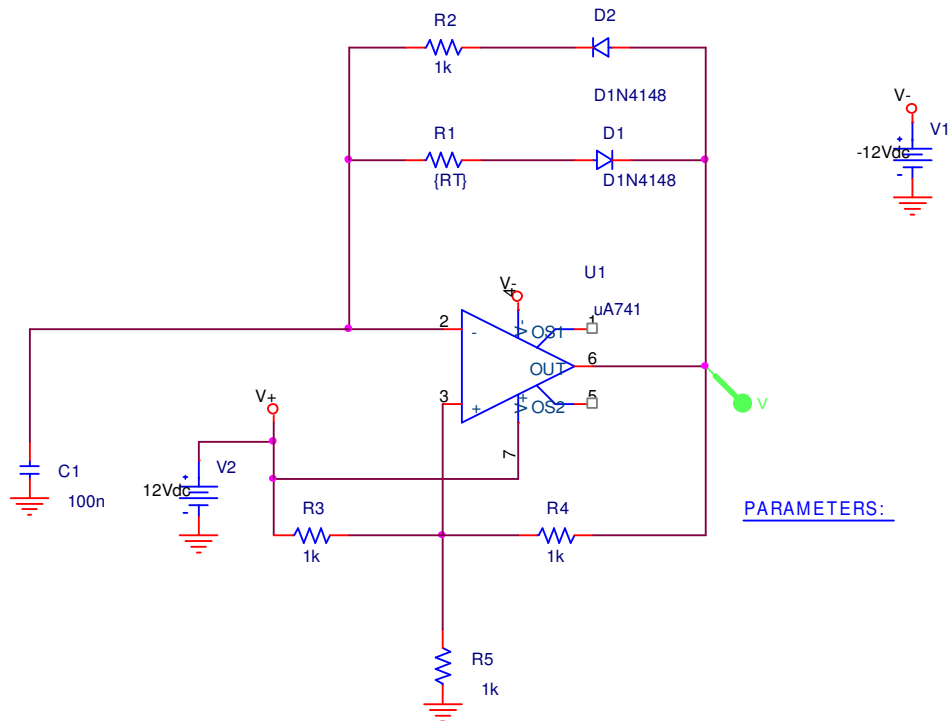 R2
D2
1k
D1N4148
V-
V1
-12Vdc
R1
D1
{RT}
D1N4148
U1
V-
4
uA741
2
-
V-
OS1
1
OUT
6
3
+
V+
OS2
5
V
7
V+
V2
12Vdc
C1
100n
R3
1k
R4
1k
PARAMETERS:
R5
1k